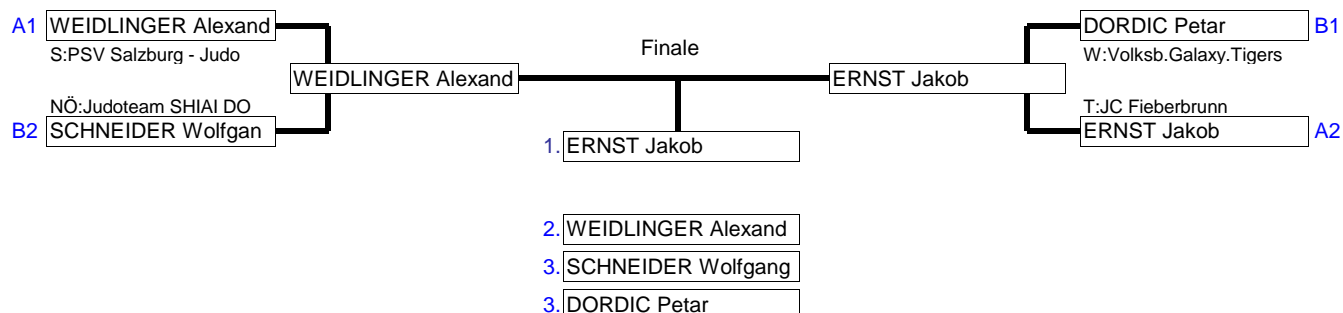 A1 WEIDLINGER Alexand
S:PSV Salzburg - Judo
WEIDLINGER Alexand
NÖ:Judoteam SHIAI DO
B2 SCHNEIDER Wolfgan
Finale
DORDIC Petar B1
W:Volksb.Galaxy.Tigers
ERNST Jakob
T:JC Fieberbrunn
ERNST Jakob A2
1. ERNST Jakob
2. WEIDLINGER Alexand
3. SCHNEIDER Wolfgang
3. DORDIC Petar